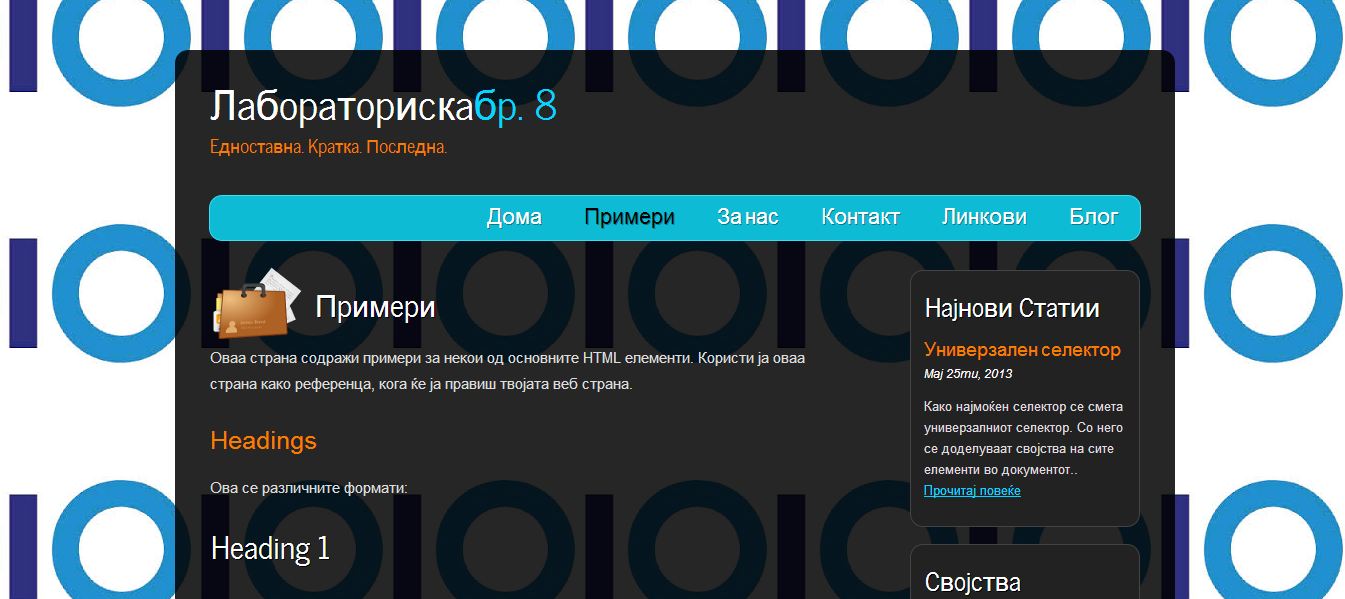 Лабораторискабр. 8
Едноставна. Кратка. Последна.
Дома Примери За нас Контакт Линкови Блог
Примери
Оваа страна содражи примери за некои од основните HTML елементи. Користи ја оваа
страна како референца, кога ќе ја правиш твојата веб страна.
Headings
Ова се различните формати:
Heading 1
Најнови Статии
Универзален селектор
Мај 25ти, 2013
Како најмоќен селектор се смета
универзалниот селектор. Со него
се доделуваат својства на сите
елементи во документот..
Прочитај повеќе
Својства